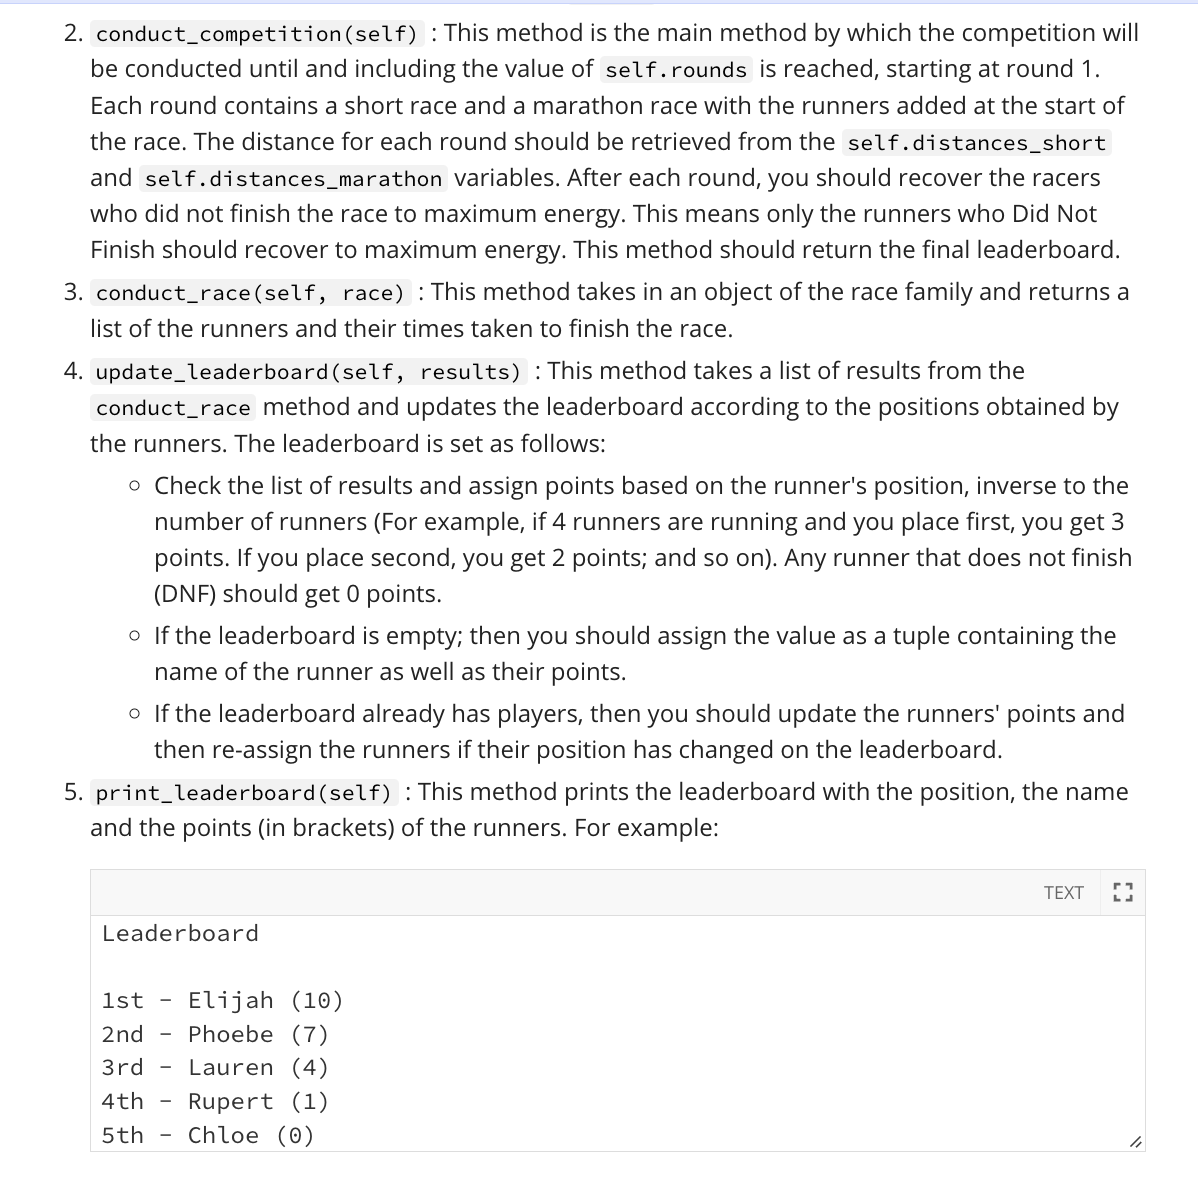 2. conduct_competition(self) : This method is the main method by which the competition will
be conducted until and including the value of self.rounds is reached, starting at round 1.
Each round contains a short race and a marathon race with the runners added at the start of
the race. The distance for each round should be retrieved from the self.distances_short
and self.distances_marathon variables. After each round, you should recover the racers
who did not finish the race to maximum energy. This means only the runners who Did Not
Finish should recover to maximum energy. This method should return the final leaderboard.
3. conduct_race(self, race) : This method takes in an object of the race family and returns a
list of the runners and their times taken to finish the race.
4. update_leaderboard(self, results) : This method takes a list of results from the
conduct_race method and updates the leaderboard according to the positions obtained by
the runners. The leaderboard is set as follows:
○ Check the list of results and assign points based on the runner's position, inverse to the
number of runners (For example, if 4 runners are running and you place first, you get 3
points. If you place second, you get 2 points; and so on). Any runner that does not finish
(DNF) should get 0 points.
○ If the leaderboard is empty; then you should assign the value as a tuple containing the
name of the runner as well as their points.
○ If the leaderboard already has players, then you should update the runners' points and
then re-assign the runners if their position has changed on the leaderboard.
5. print_leaderboard(self) : This method prints the leaderboard with the position, the name
and the points (in brackets) of the runners. For example:
TEXT
Leaderboard
1st - Elijah (10)
2nd - Phoebe (7)
3rd - Lauren (4)
4th - Rupert (1)
5th - Chloe (0)